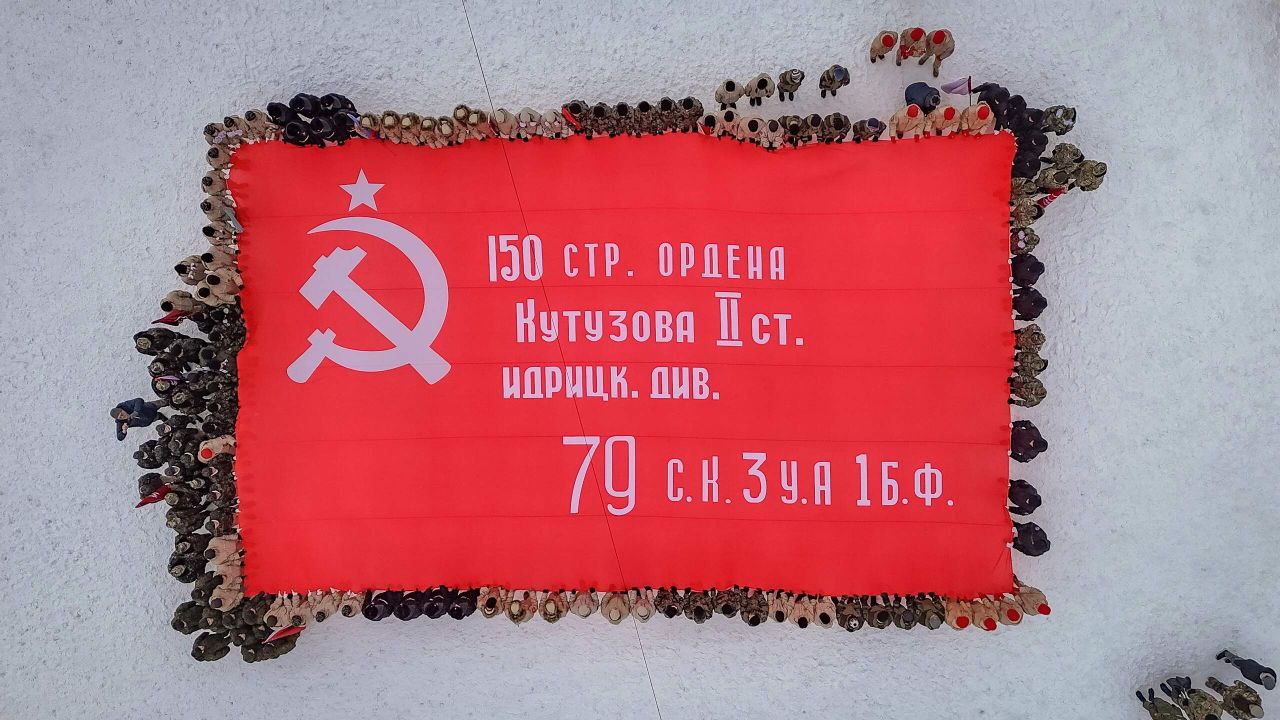 150 СТР. ОРДЕНА
КУТУЗОВА II СТ.
ИДРИЦК. ДИВ.
79 С.К. 3 У.А 1 Б.Ф.